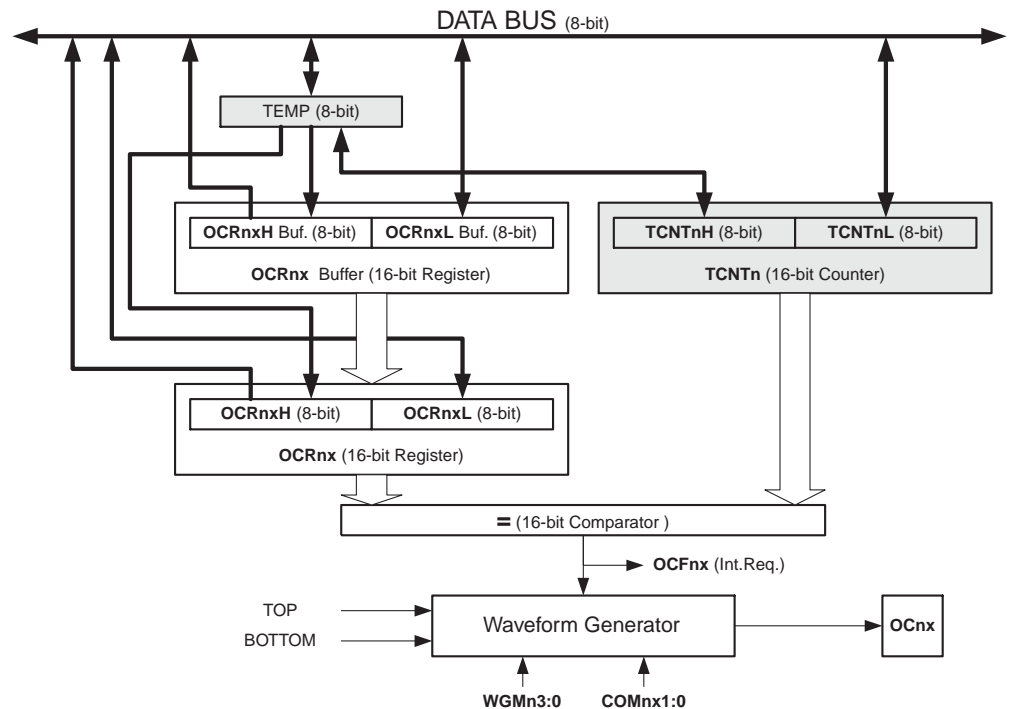 DATA BUS (8-bit)
TEMP (8-bit)
OCRnxH Buf. (8-bit) OCRnxL Buf. (8-bit)
OCRnx Buffer (16-bit Register)
TCNTnH (8-bit) TCNTnL (8-bit)
TCNTn (16-bit Counter)
OCRnxH (8-bit) OCRnxL (8-bit)
OCRnx (16-bit Register)
= (16-bit Comparator )
OCFnx (Int.Req.)
TOP
BOTTOM
Waveform Generator
OCnx
WGMn3:0 COMnx1:0